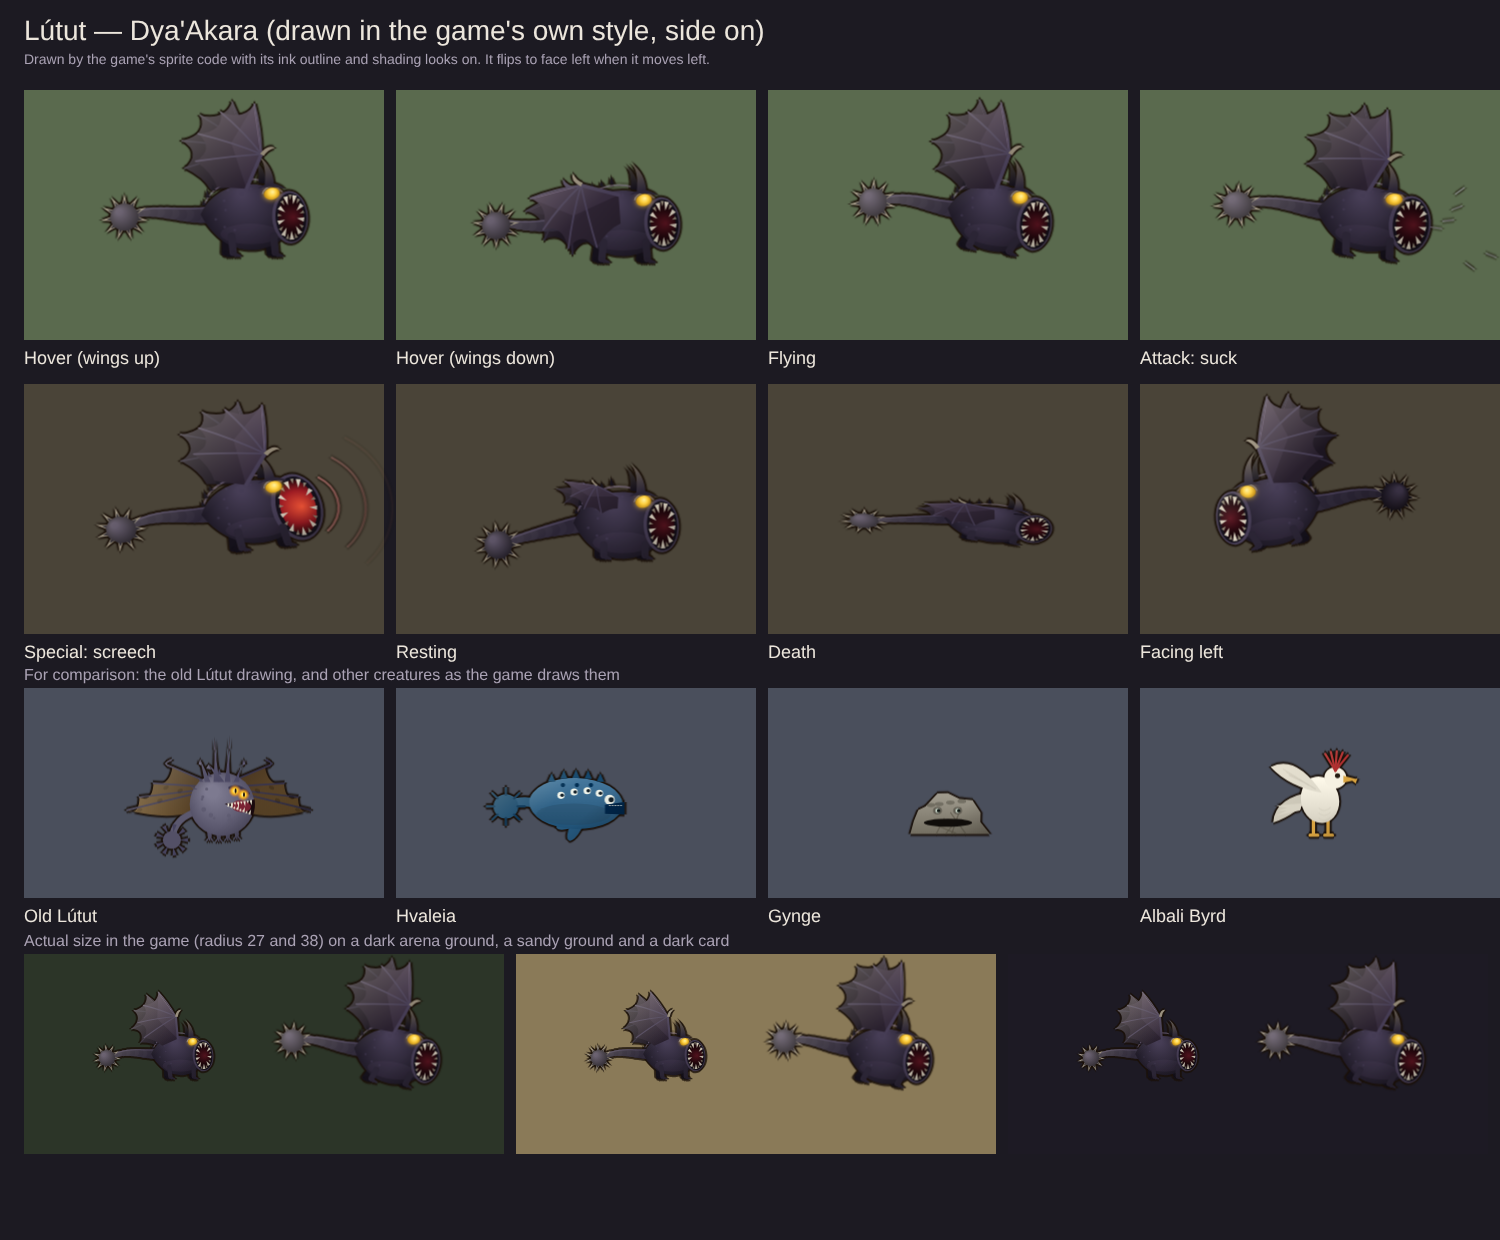 Lútut — Dya'Akara (drawn in the game's own style, side on)
Drawn by the game's sprite code with its ink outline and shading looks on. It flips to face left when it moves left.
Hover (wings up)
Hover (wings down)
Flying
Attack: suck
Special: screech
Resting
Death
Facing left
For comparison: the old Lútut drawing, and other creatures as the game draws them
Old Lútut
Hvaleia
Gynge
Albali Byrd
Actual size in the game (radius 27 and 38) on a dark arena ground, a sandy ground and a dark card